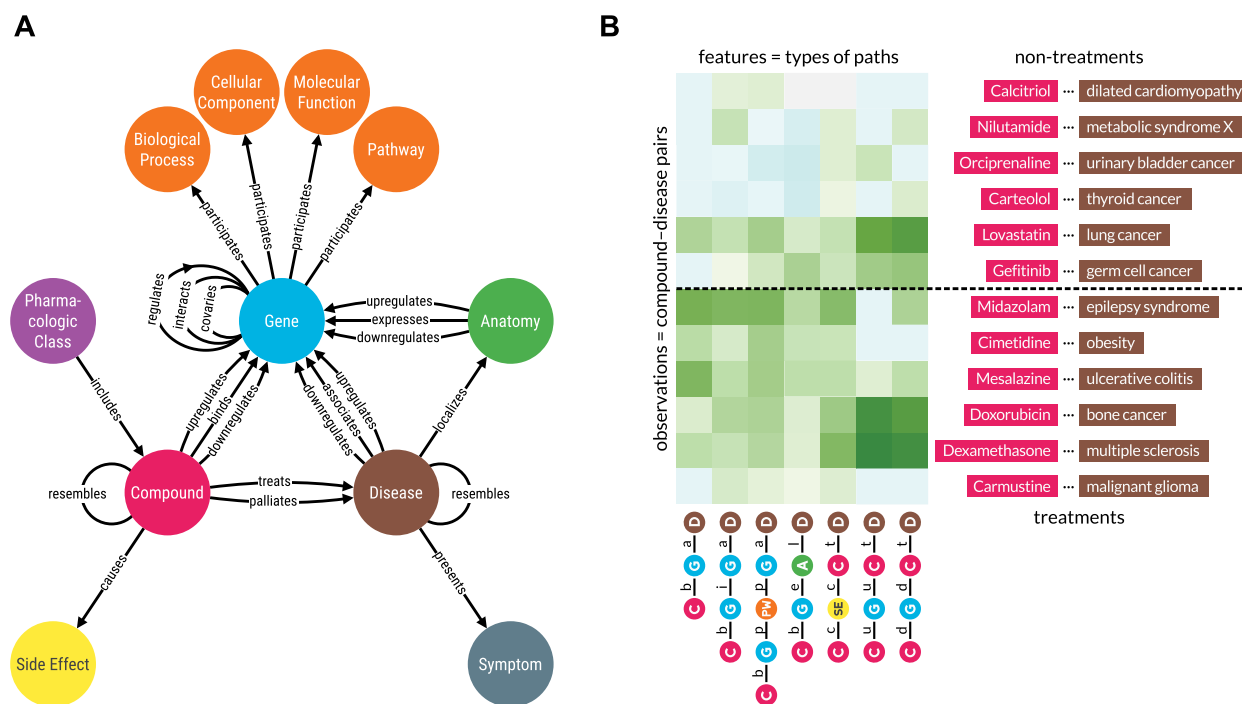 A
Biological
Process
Cellular
Component
Molecular
Function
Pathway
participates
participates
participates
participates
regulates
interacts
covaries
Pharma-
cologic
Class
Gene
Anatomy
upregulates
expresses
downregulates
includes
upregulates
binds
downregulates
upregulates
associates
downregulates
localizes
resembles
Compound
treats
palliates
Disease
resembles
causes
presents
Side Effect
Symptom
B
features = types of paths
non-treatments
observations = compound–disease pairs
Calcitriol ··· dilated cardiomyopathy
Nilutamide ··· metabolic syndrome X
Orciprenaline ··· urinary bladder cancer
Carteolol ··· thyroid cancer
Lovastatin ··· lung cancer
Gefitinib ··· germ cell cancer
Midazolam ··· epilepsy syndrome
Cimetidine ··· obesity
Mesalazine ··· ulcerative colitis
Doxorubicin ··· bone cancer
Dexamethasone ··· multiple sclerosis
Carmustine ··· malignant glioma
treatments
C b G a D
C b G i G a D
C b G p PW p G a D
C b G e A l D
C c SE c C t D
C u G u C t D
C d G d C t D